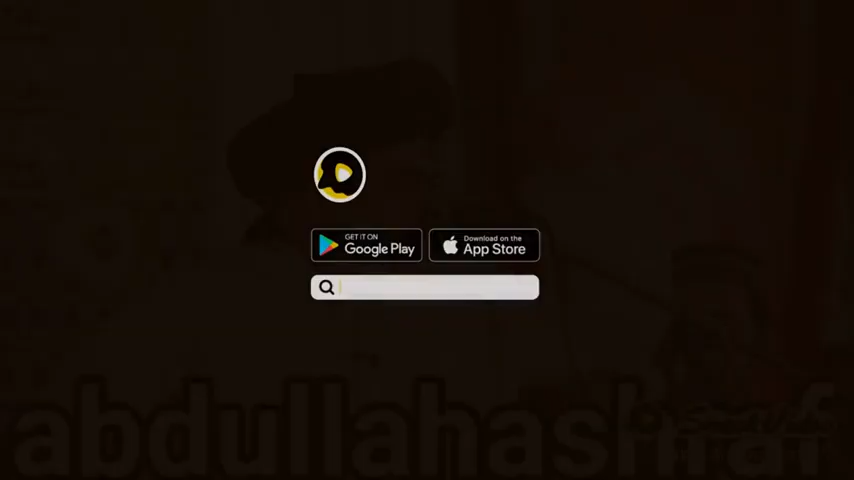 GET IT ON
Google Play
Download on the
App Store
abdullahashraf